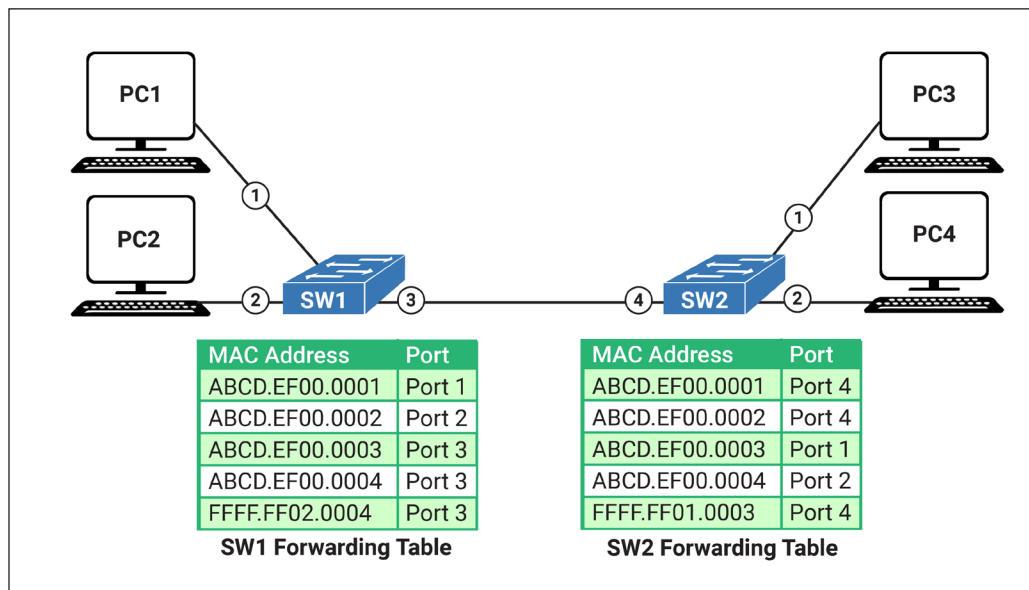 PC1
PC3
1
1
PC2
PC4
2
SW1
3
4
SW2
2
MAC Address Port
ABCD.EF00.0001 Port 1
ABCD.EF00.0002 Port 2
ABCD.EF00.0003 Port 3
ABCD.EF00.0004 Port 3
FFFF.FF02.0004 Port 3
SW1 Forwarding Table
MAC Address Port
ABCD.EF00.0001 Port 4
ABCD.EF00.0002 Port 4
ABCD.EF00.0003 Port 1
ABCD.EF00.0004 Port 2
FFFF.FF01.0003 Port 4
SW2 Forwarding Table